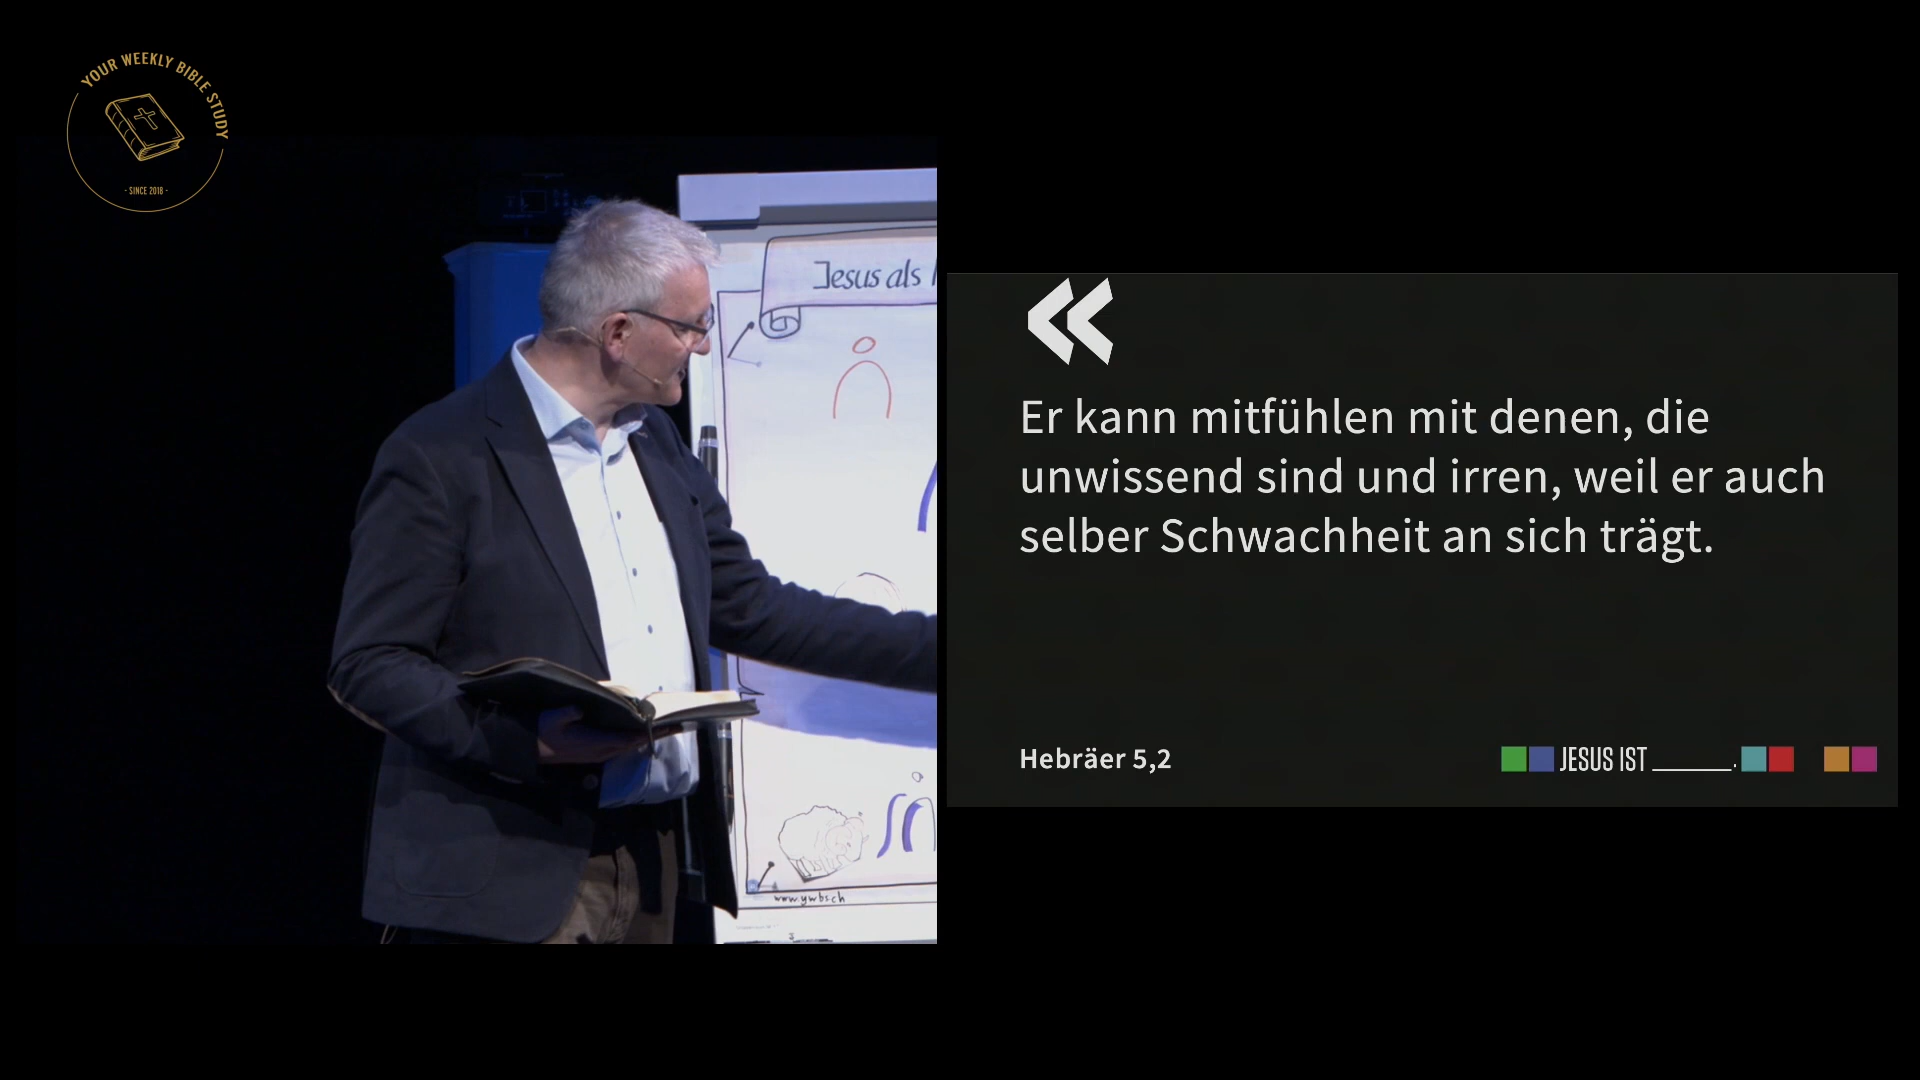 YOUR WEEKLY BIBLE STUDY
- SINCE 2018 -
Jesus als
www.ywbs.ch
«
Er kann mitfühlen mit denen, die
unwissend sind und irren, weil er auch
selber Schwachheit an sich trägt.
Hebräer 5,2
JESUS IST ________.